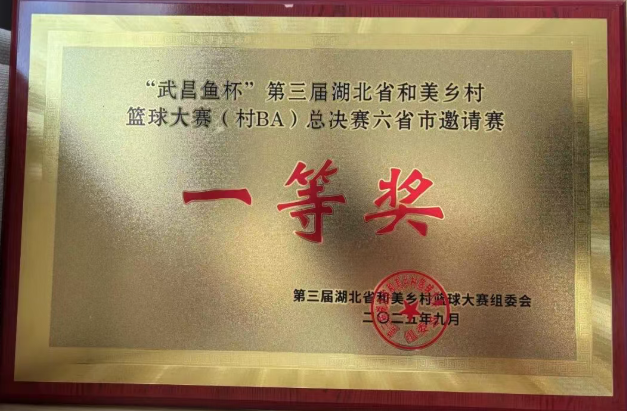 “武昌鱼杯”第三届湖北省和美乡村
篮球大赛（村BA）总决赛六省市邀请赛
一等奖
第三届湖北省和美乡村篮球大赛组委会
二〇二五年九月